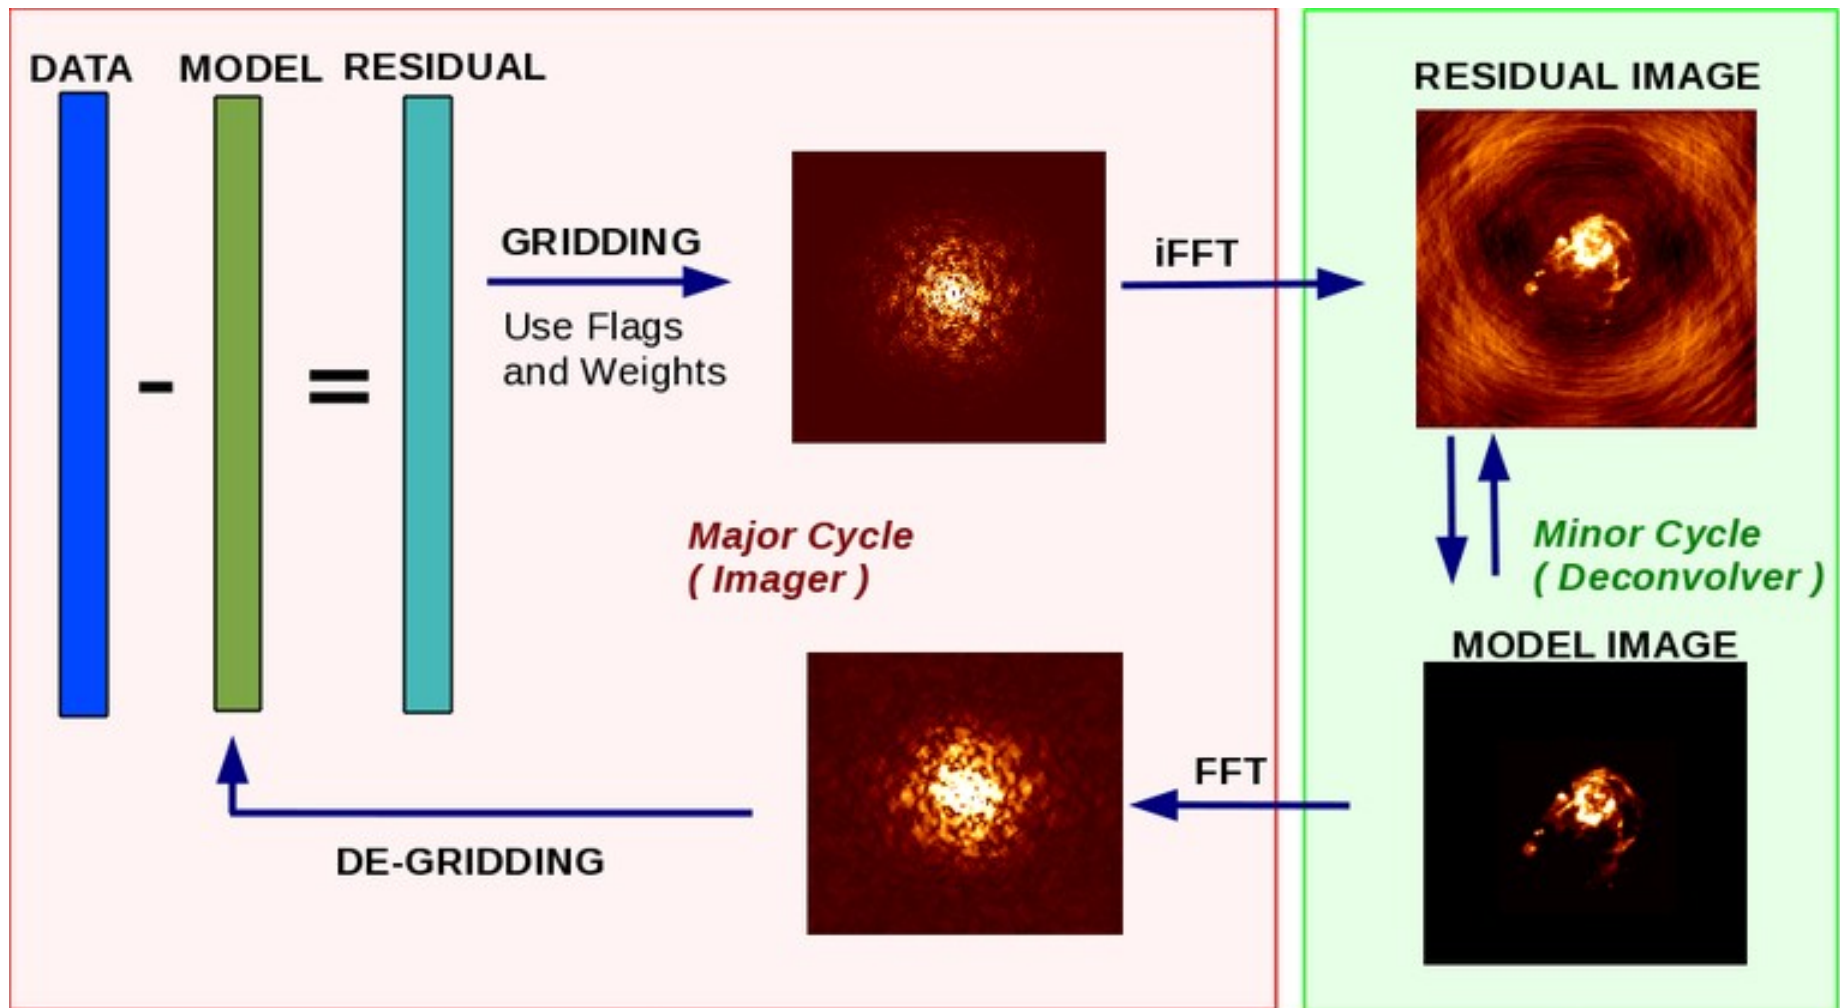 DATA
MODEL
RESIDUAL
-
=
GRIDDING
Use Flags
and Weights
iFFT
RESIDUAL IMAGE
Major Cycle
( Imager )
Minor Cycle
( Deconvolver )
MODEL IMAGE
FFT
DE-GRIDDING